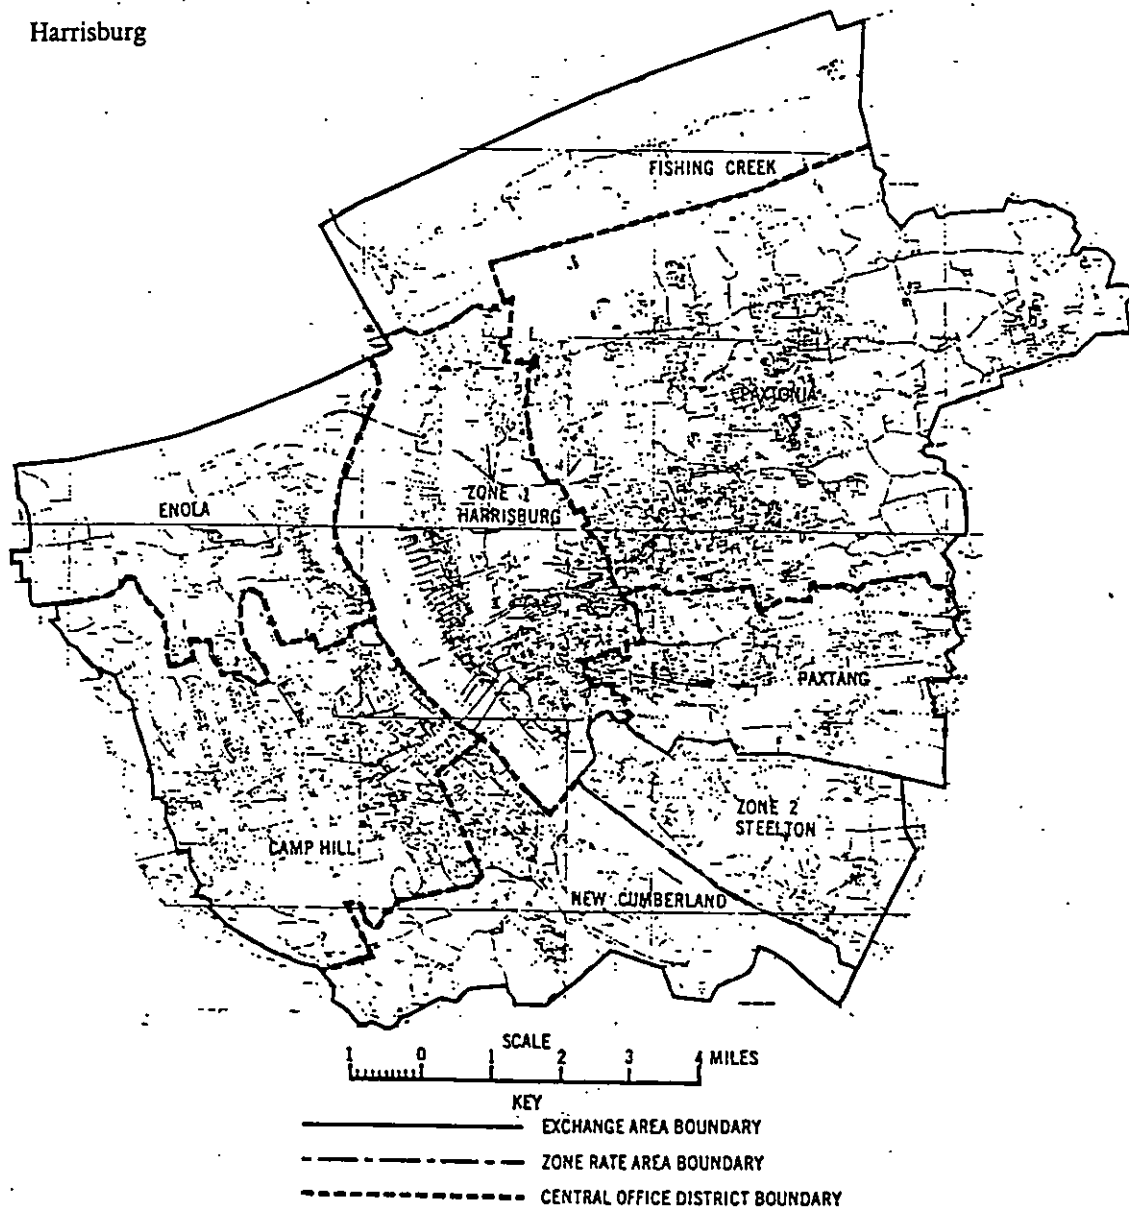 Harrisburg
FISHING CREEK
PAXTONIA
ENOLA
ZONE 1
HARRISBURG
PAXTANG
ZONE 2
STEELTON
CAMP HILL
NEW CUMBERLAND
SCALE
1 0 1 2 3 4 MILES
KEY
EXCHANGE AREA BOUNDARY
ZONE RATE AREA BOUNDARY
CENTRAL OFFICE DISTRICT BOUNDARY